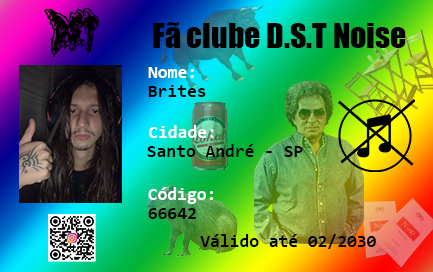 Fã clube D.S.T Noise
Nome:
Brites
Cidade:
Santo André - SP
Código:
66642
Válido até 02/2030